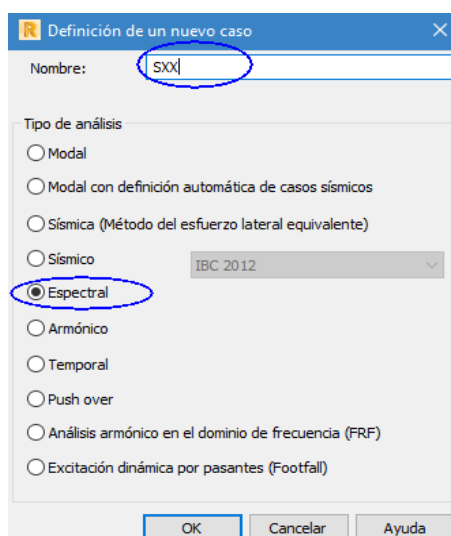 R Definición de un nuevo caso
Nombre: SXX
Tipo de análisis
Modal
Modal con definición automática de casos sísmicos
Sísmica (Método del esfuerzo lateral equivalente)
Sísmico IBC 2012
Espectral
Armónico
Temporal
Push over
Análisis armónico en el dominio de frecuencia (FRF)
Excitación dinámica por pasantes (Footfall)
OK Cancelar Ayuda